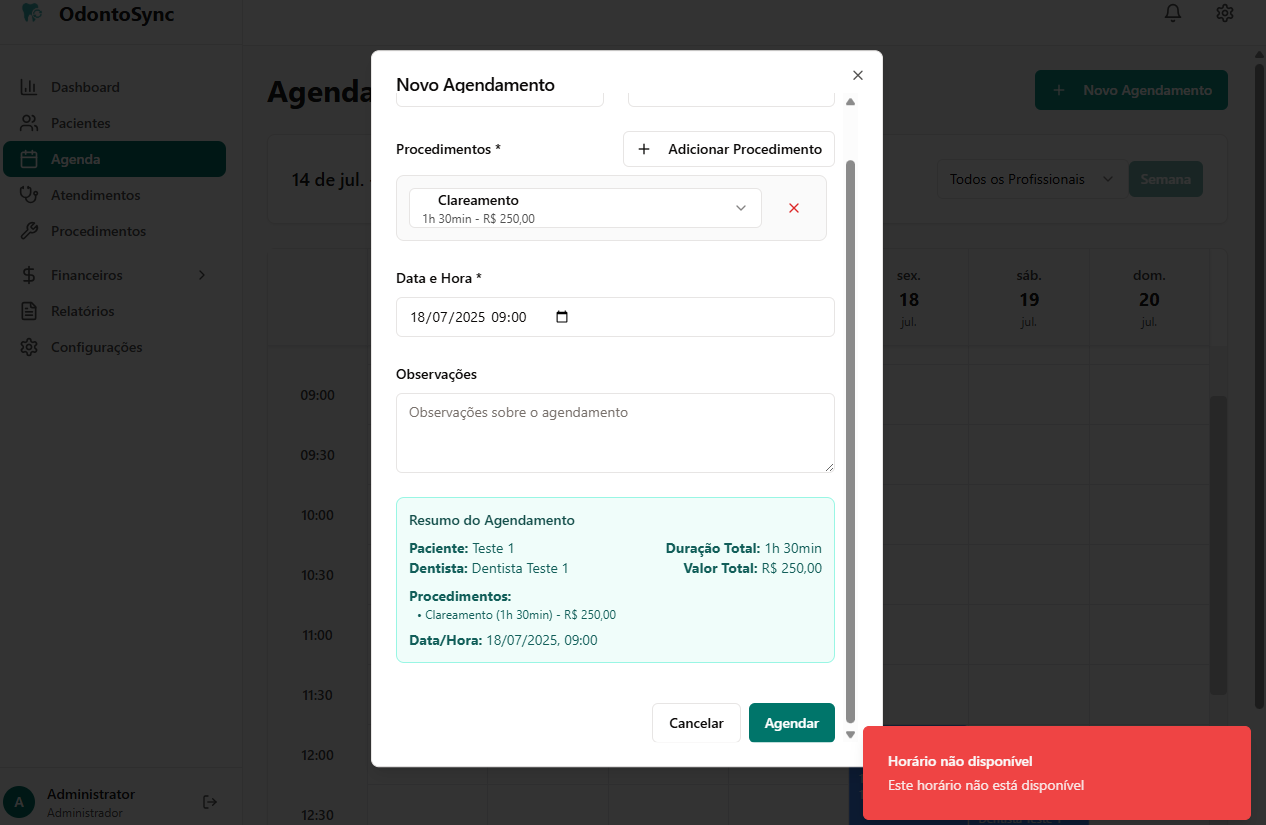 OdontoSync
Dashboard
Pacientes
Agenda
Atendimentos
Procedimentos
Financeiros
Relatórios
Configurações
A
Administrator
Administrador
Agenda
Novo Agendamento
14 de jul.
Todos os Profissionais
Semana
sex.
18
jul.
sáb.
19
jul.
dom.
20
jul.
09:00
09:30
10:00
10:30
11:00
11:30
12:00
12:30
Novo Agendamento
Procedimentos *
Adicionar Procedimento
Clareamento
1h 30min - R$ 250,00
Data e Hora *
18/07/2025 09:00
Observações
Observações sobre o agendamento
Resumo do Agendamento
Paciente: Teste 1
Duração Total: 1h 30min
Dentista: Dentista Teste 1
Valor Total: R$ 250,00
Procedimentos:
• Clareamento (1h 30min) - R$ 250,00
Data/Hora: 18/07/2025, 09:00
Cancelar
Agendar
Horário não disponível
Este horário não está disponível